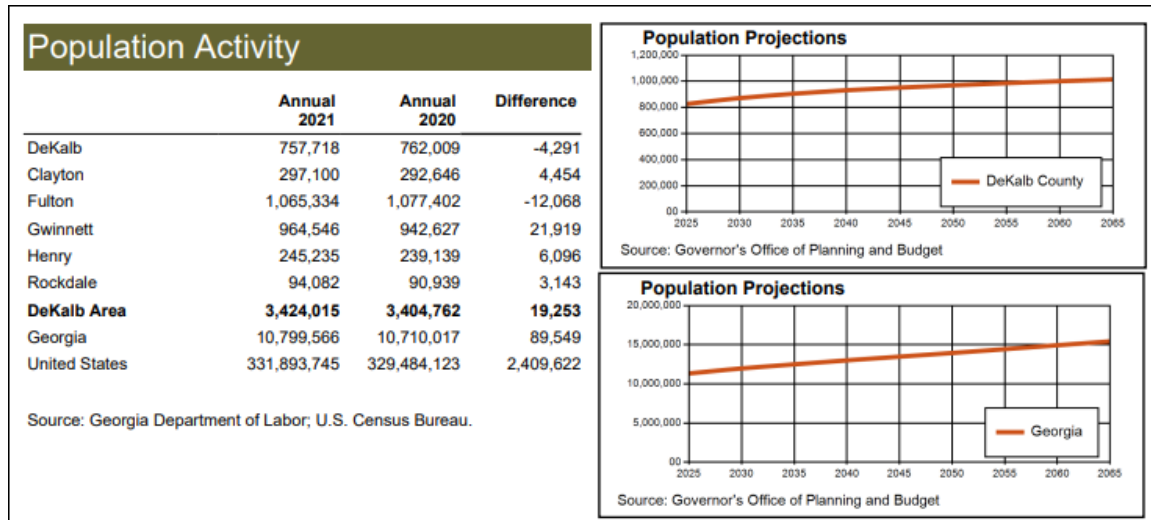 Population Activity
Annual 2021 Annual 2020 Difference
DeKalb 757,718 762,009 -4,291
Clayton 297,100 292,646 4,454
Fulton 1,065,334 1,077,402 -12,068
Gwinnett 964,546 942,627 21,919
Henry 245,235 239,139 6,096
Rockdale 94,082 90,939 3,143
DeKalb Area 3,424,015 3,404,762 19,253
Georgia 10,799,566 10,710,017 89,549
United States 331,893,745 329,484,123 2,409,622
Source: Georgia Department of Labor; U.S. Census Bureau.
Population Projections
1,200,000
1,000,000
800,000
600,000
400,000
200,000
00
DeKalb County
2025 2030 2035 2040 2045 2050 2055 2060 2065
Source: Governor's Office of Planning and Budget
Population Projections
20,000,000
15,000,000
10,000,000
5,000,000
00
Georgia
2025 2030 2035 2040 2045 2050 2055 2060 2065
Source: Governor's Office of Planning and Budget